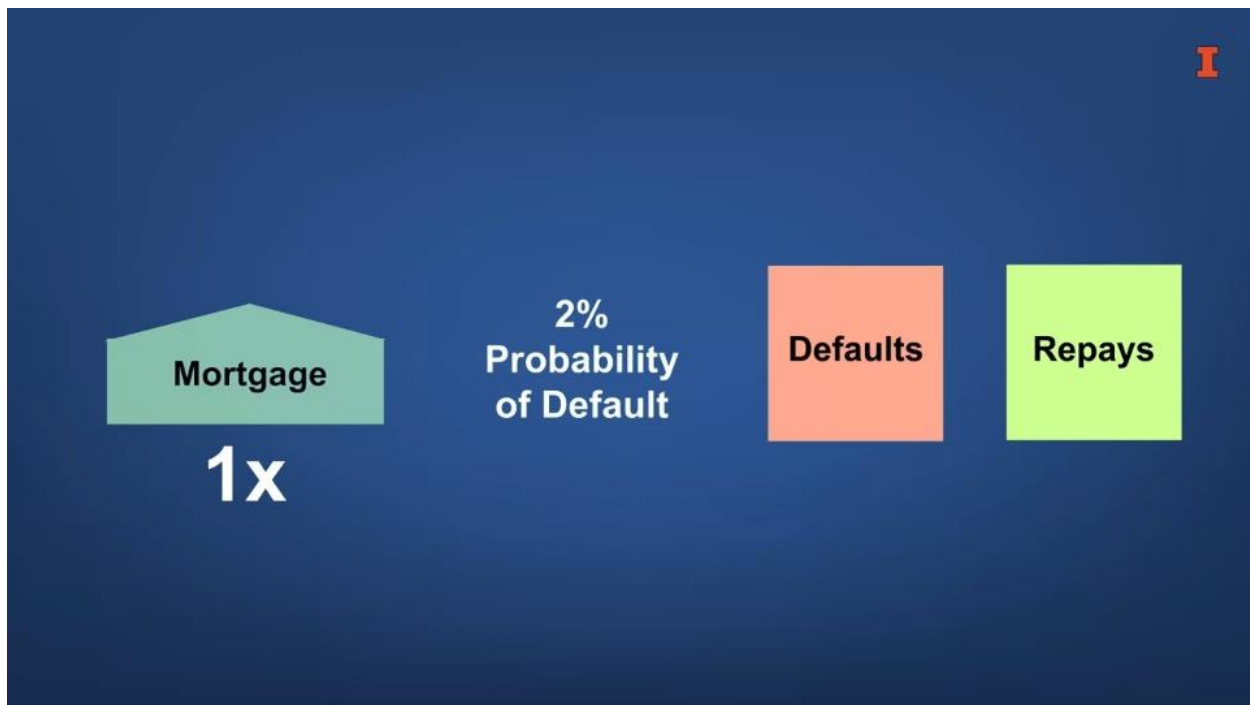 Mortgage
1x
2%
Probability
of Default
Defaults
Repays
I